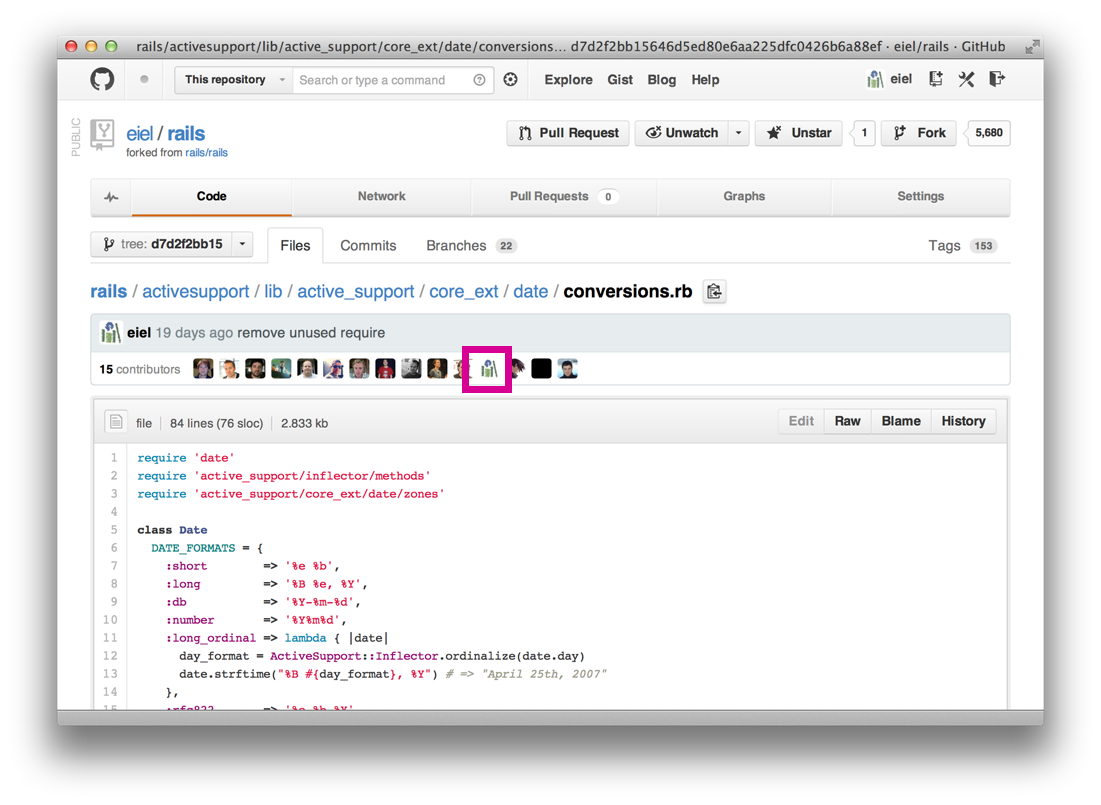 rails/activesupport/lib/active_support/core_ext/date/conversions... d7d2f2bb15646d5ed80e6aa225dfc0426b6a88ef · eiel/rails · GitHub
This repository Search or type a command Explore Gist Blog Help eiel
PUBLIC
eiel / rails
forked from rails/rails
Pull Request Unwatch Unstar 1 Fork 5,680
Code Network Pull Requests 0 Graphs Settings
tree: d7d2f2bb15 Files Commits Branches 22 Tags 153
rails / activesupport / lib / active_support / core_ext / date / conversions.rb
eiel 19 days ago remove unused require
15 contributors
file 84 lines (76 sloc) 2.833 kb Edit Raw Blame History
1 require 'date'
2 require 'active_support/inflector/methods'
3 require 'active_support/core_ext/date/zones'
4
5 class Date
6 DATE_FORMATS = {
7 :short => '%e %b',
8 :long => '%B %e, %Y',
9 :db => '%Y-%m-%d',
10 :number => '%Y%m%d',
11 :long_ordinal => lambda { |date|
12 day_format = ActiveSupport::Inflector.ordinalize(date.day)
13 date.strftime("%B #{day_format}, %Y") # => "April 25th, 2007"
14 },
15 :rfc822 => '%e %b %Y'